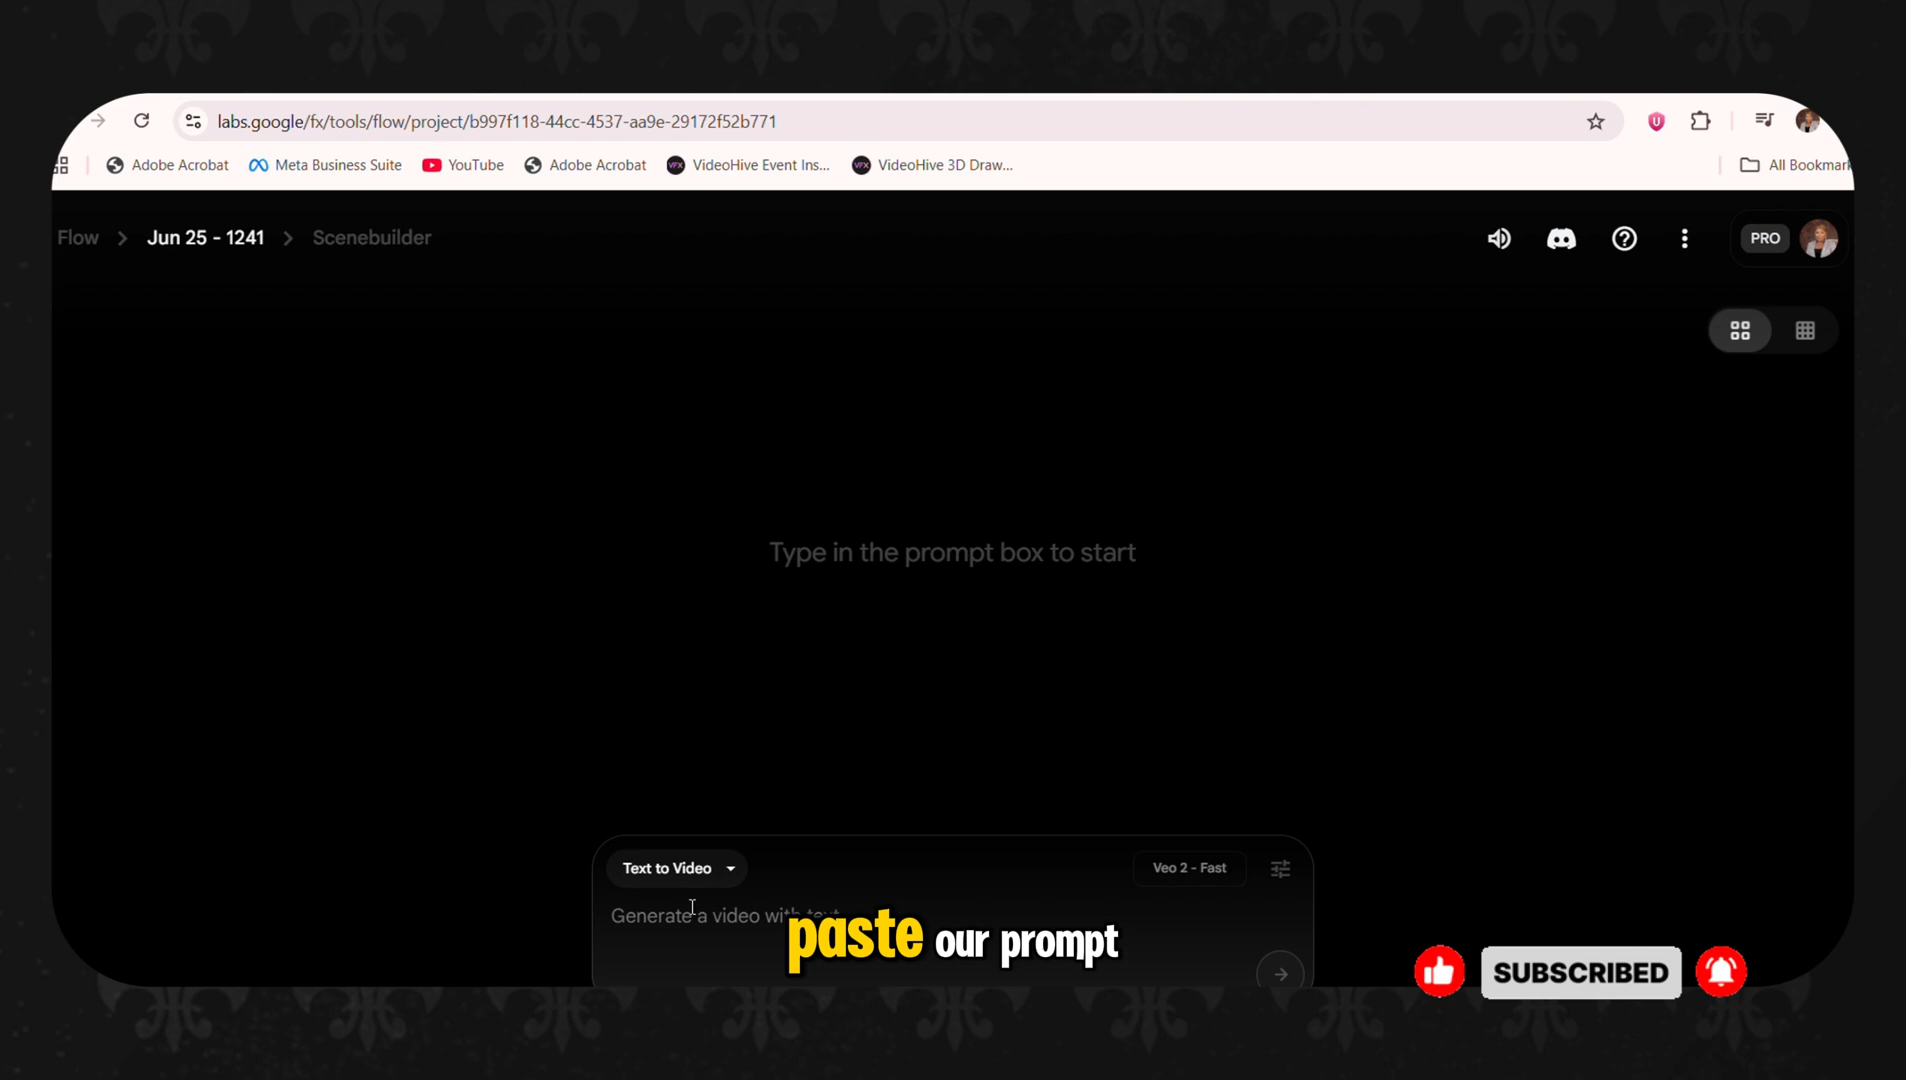 labs.google/fx/tools/flow/project/b997f118-44cc-4537-aa9e-29172f52b771
Adobe Acrobat Meta Business Suite YouTube Adobe Acrobat VideoHive Event Ins... VideoHive 3D Draw... All Bookmark
Flow > Jun 25 - 1241 > Scenebuilder PRO
Type in the prompt box to start
Text to Video Veo 2 - Fast
Generate a video with text
paste our prompt
SUBSCRIBED